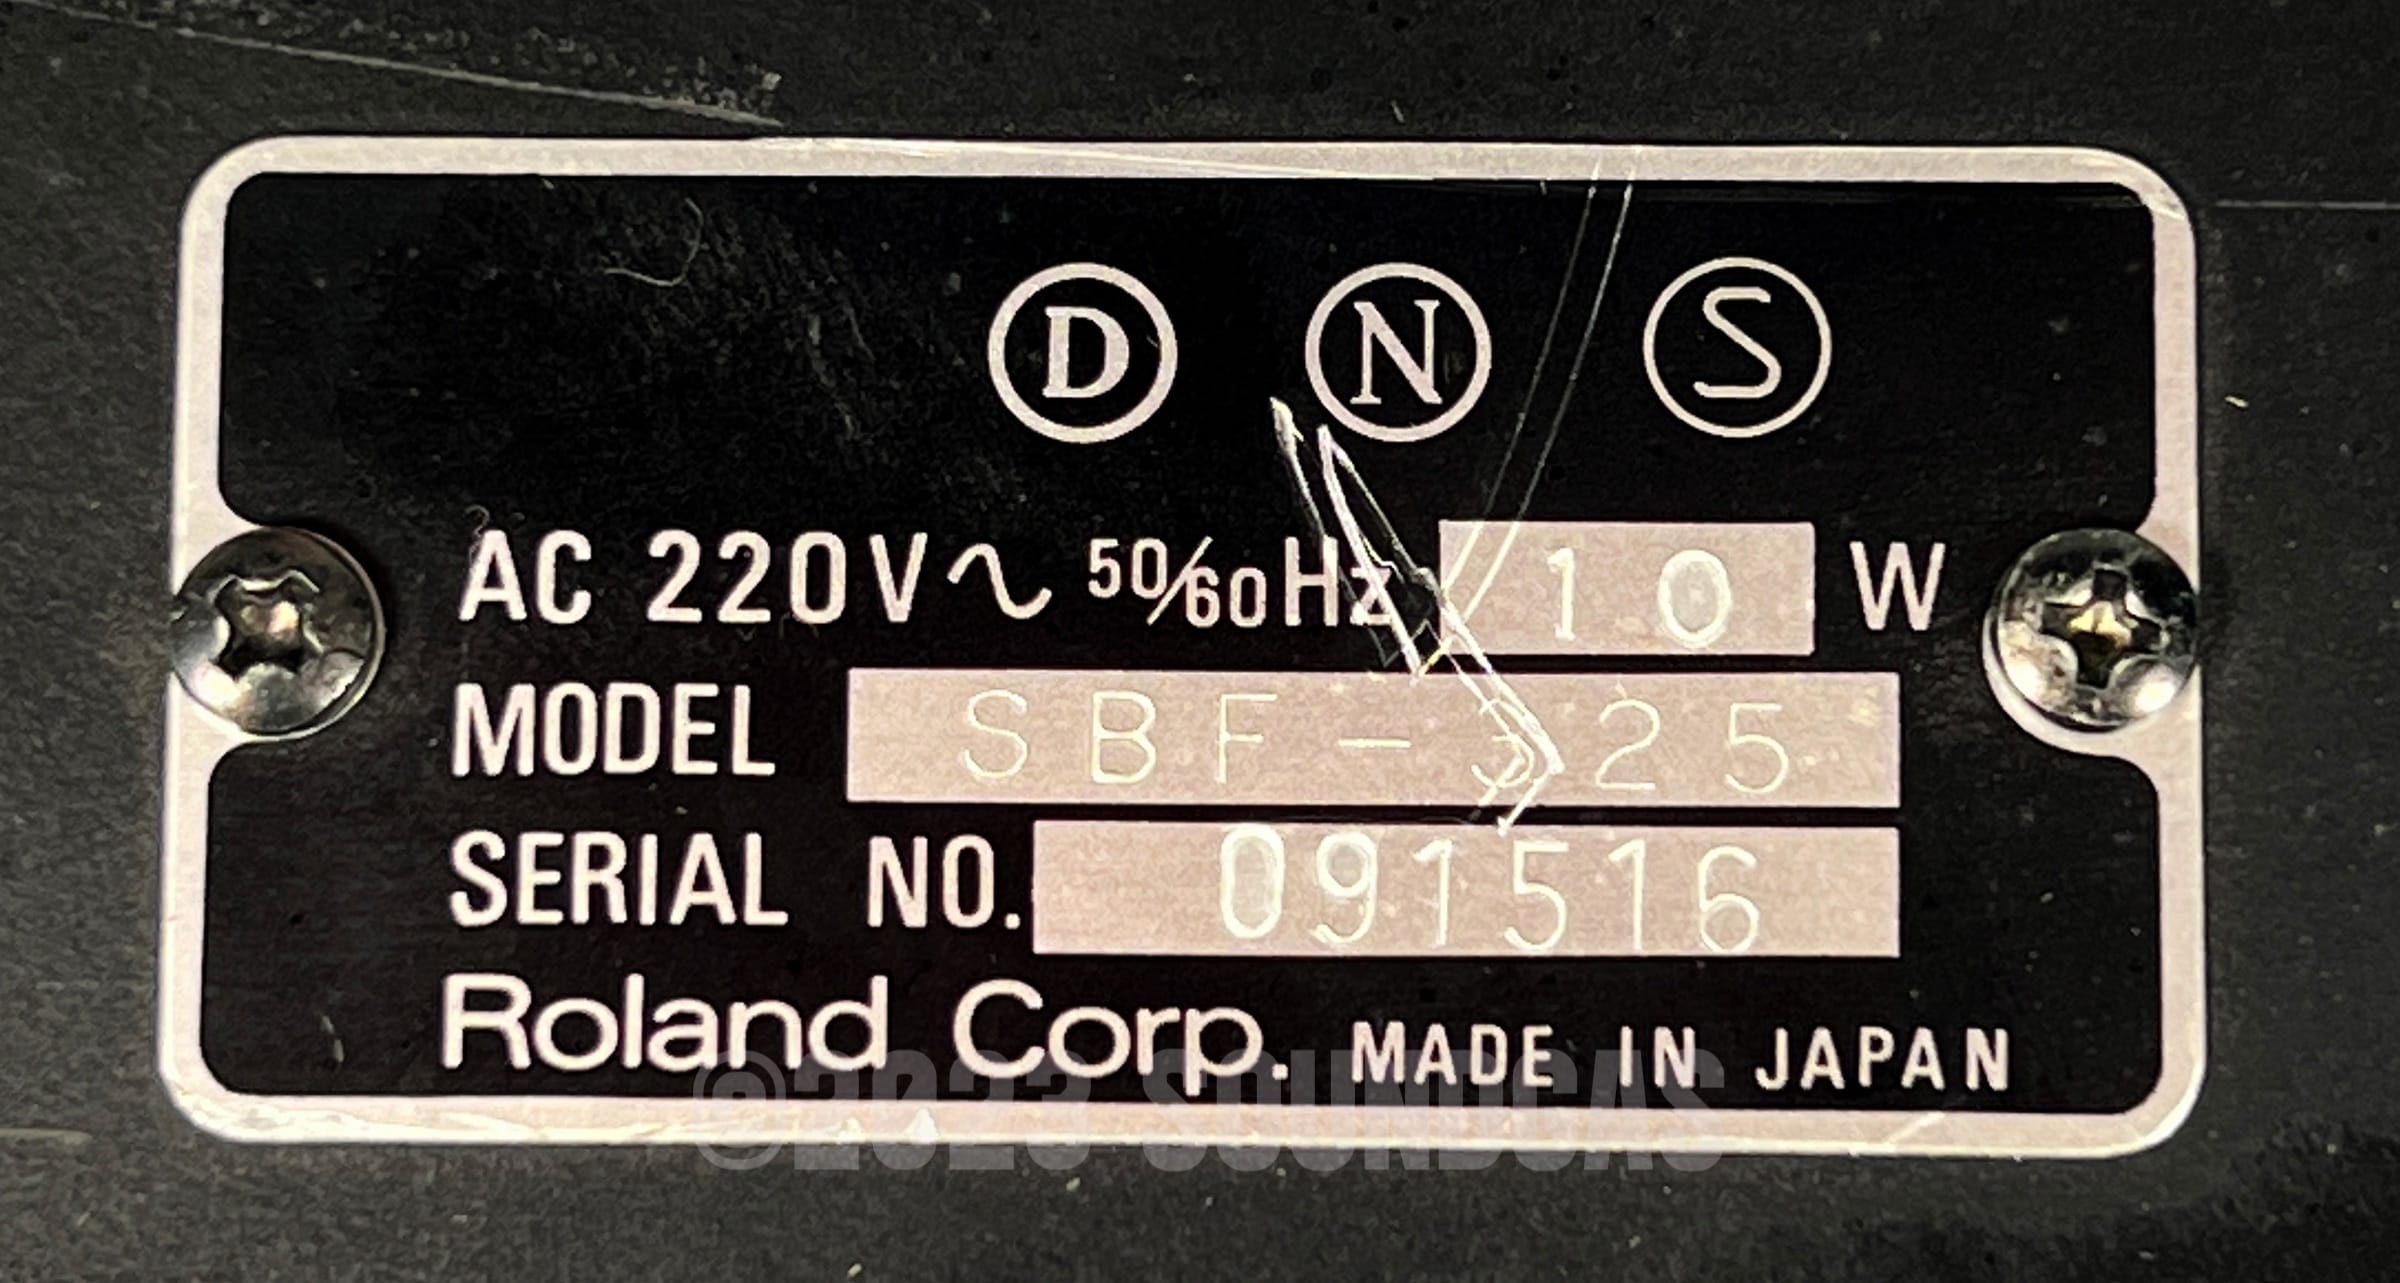 D N S
AC 220V~ 50/60Hz 10 W
MODEL SBF-325
SERIAL NO. 091516
Roland Corp. MADE IN JAPAN
©2023 SOUNDGAS